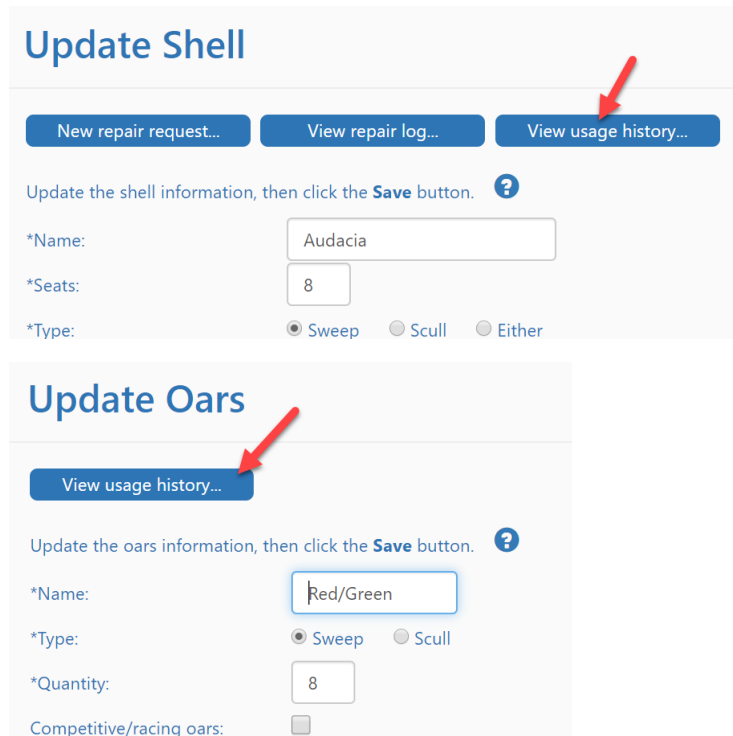 Update Shell
New repair request... View repair log... View usage history...
Update the shell information, then click the Save button. ?
*Name: Audacia
*Seats: 8
*Type: Sweep Scull Either
Update Oars
View usage history...
Update the oars information, then click the Save button. ?
*Name: Red/Green
*Type: Sweep Scull
*Quantity: 8
Competitive/racing oars: